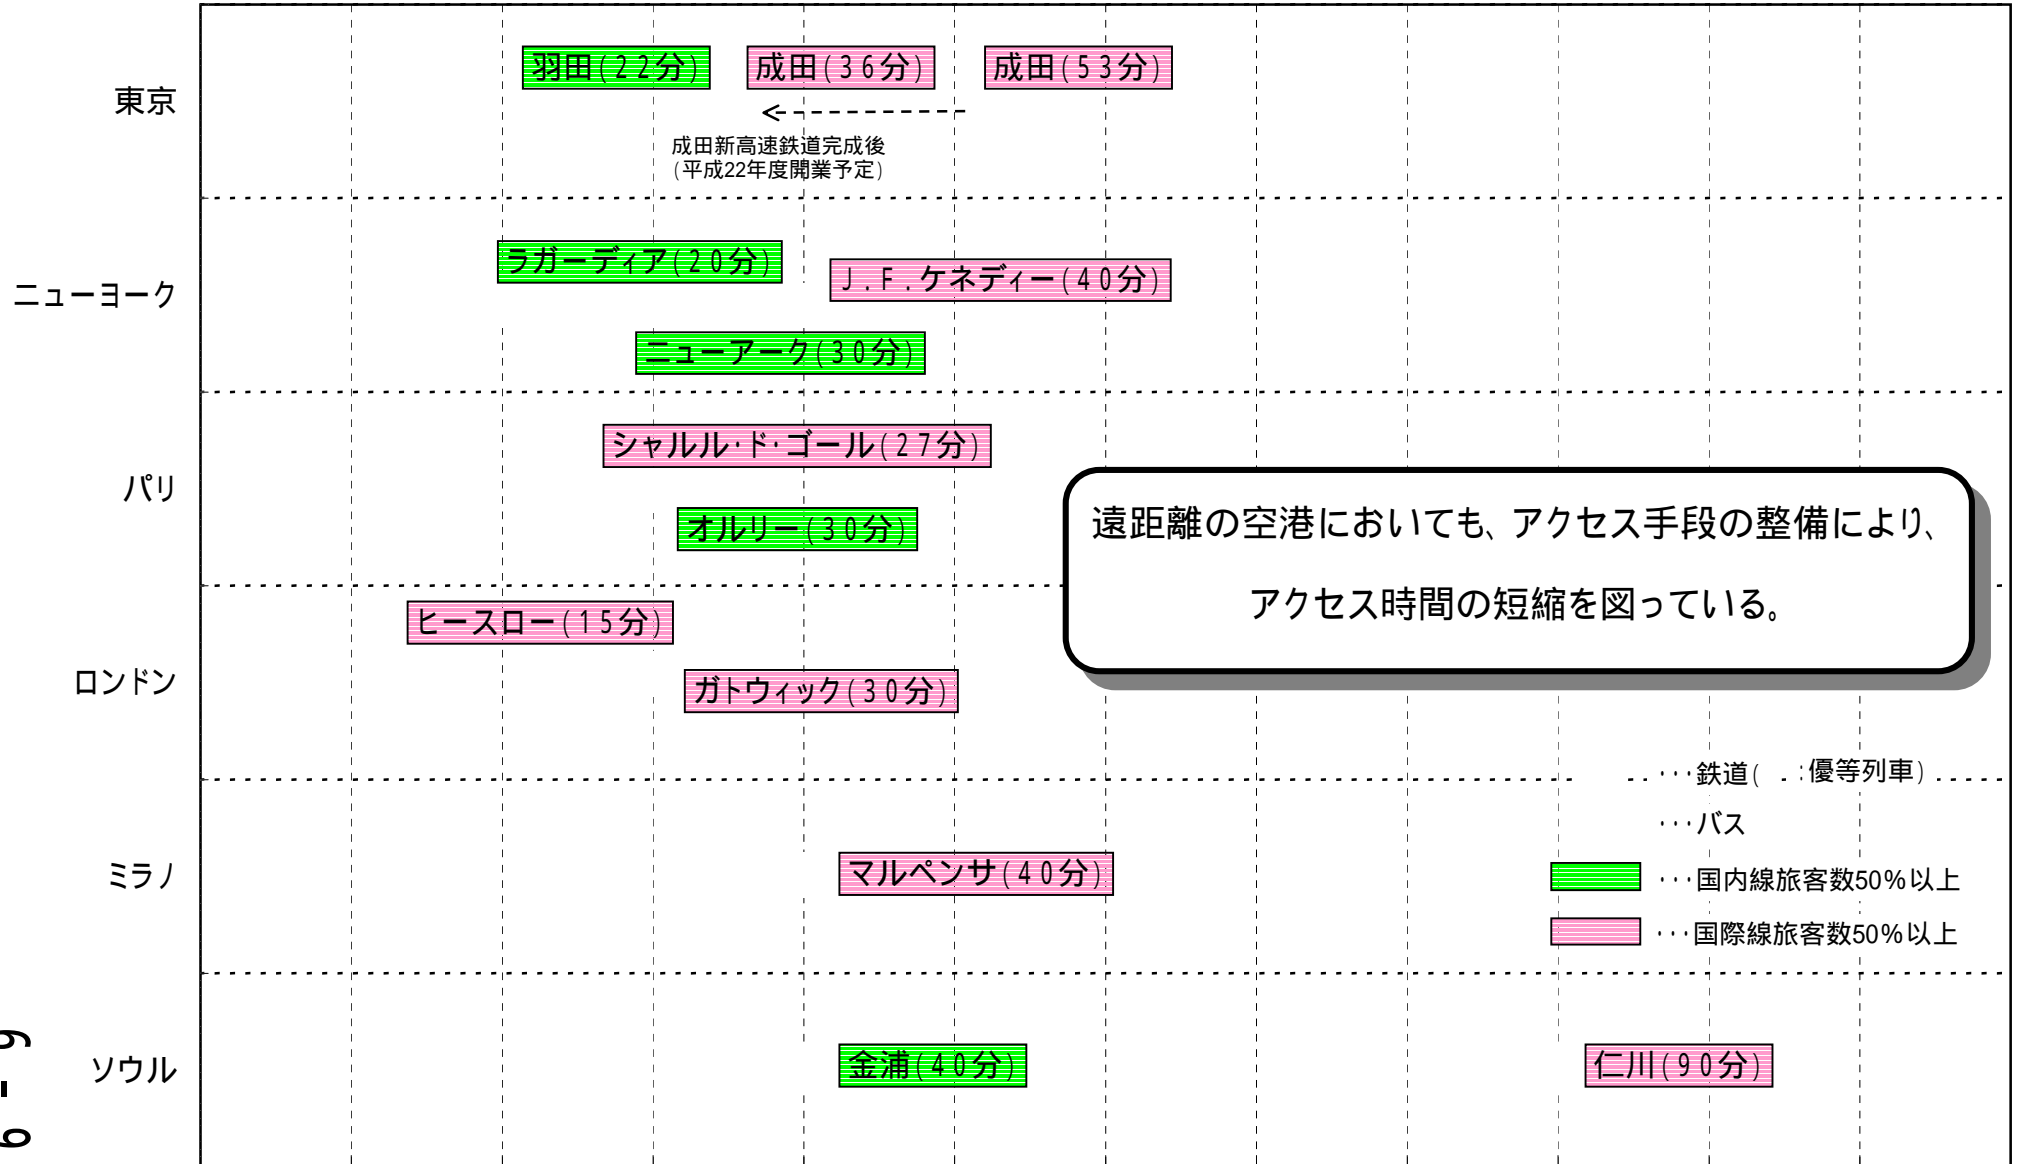 東京
羽田(22分)
成田(36分)
成田(53分)
成田新高速鉄道完成後
(平成22年度開業予定)
ニューヨーク
ラガーディア(20分)
J.F.ケネディー(40分)
ニューアーク(30分)
パリ
シャルル・ド・ゴール(27分)
オルリー(30分)
遠距離の空港においても、アクセス手段の整備により、
アクセス時間の短縮を図っている。
ロンドン
ヒースロー(15分)
ガトウィック(30分)
・・・鉄道( :優等列車)
・・・バス
・・・国内線旅客数50%以上
・・・国際線旅客数50%以上
ミラノ
マルペンサ(40分)
ソウル
金浦(40分)
仁川(90分)